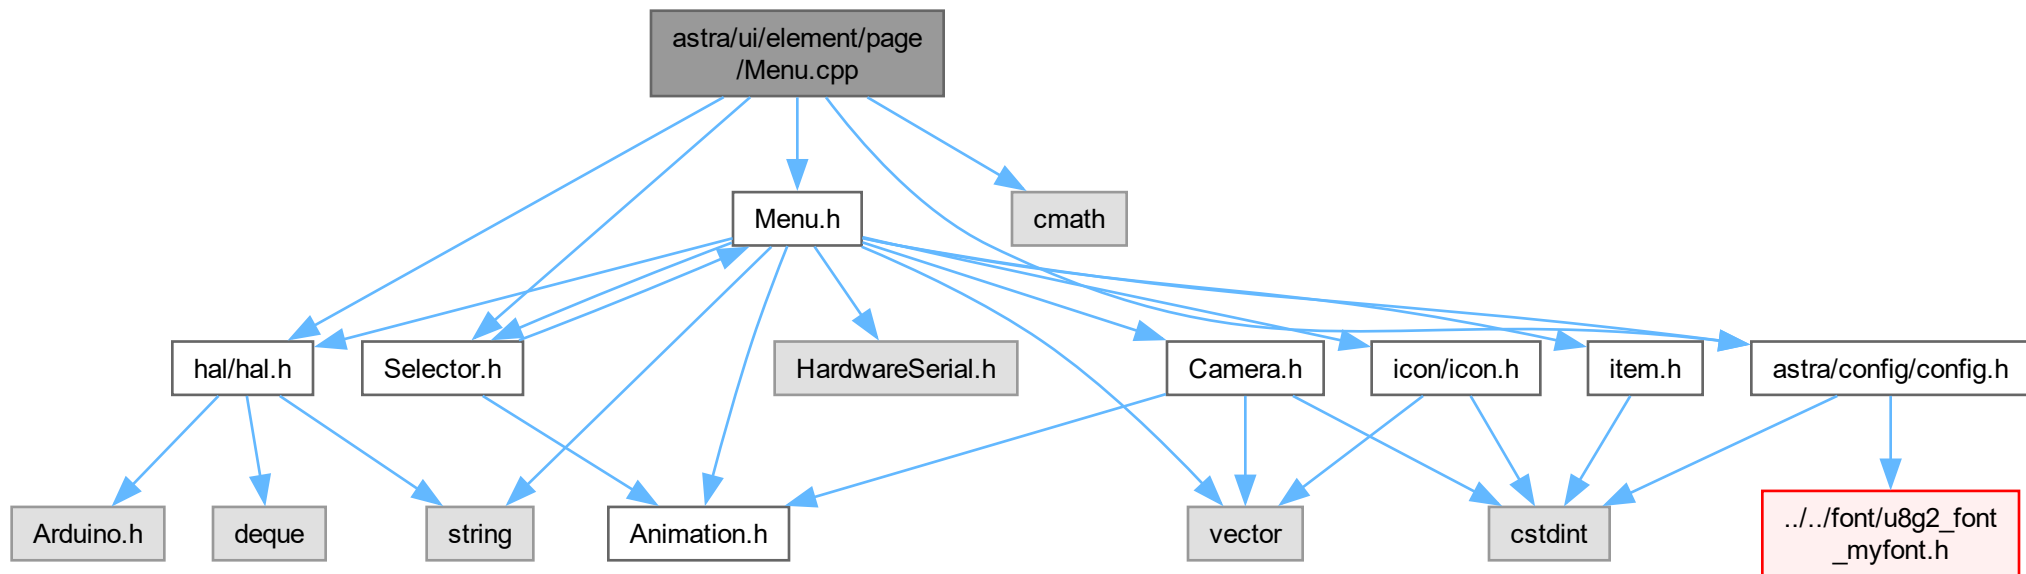 astra/ui/element/page
/Menu.cpp
Menu.h
cmath
hal/hal.h
Selector.h
HardwareSerial.h
Camera.h
icon/icon.h
item.h
astra/config/config.h
Arduino.h
deque
string
Animation.h
vector
cstdint
../../font/u8g2_font
_myfont.h